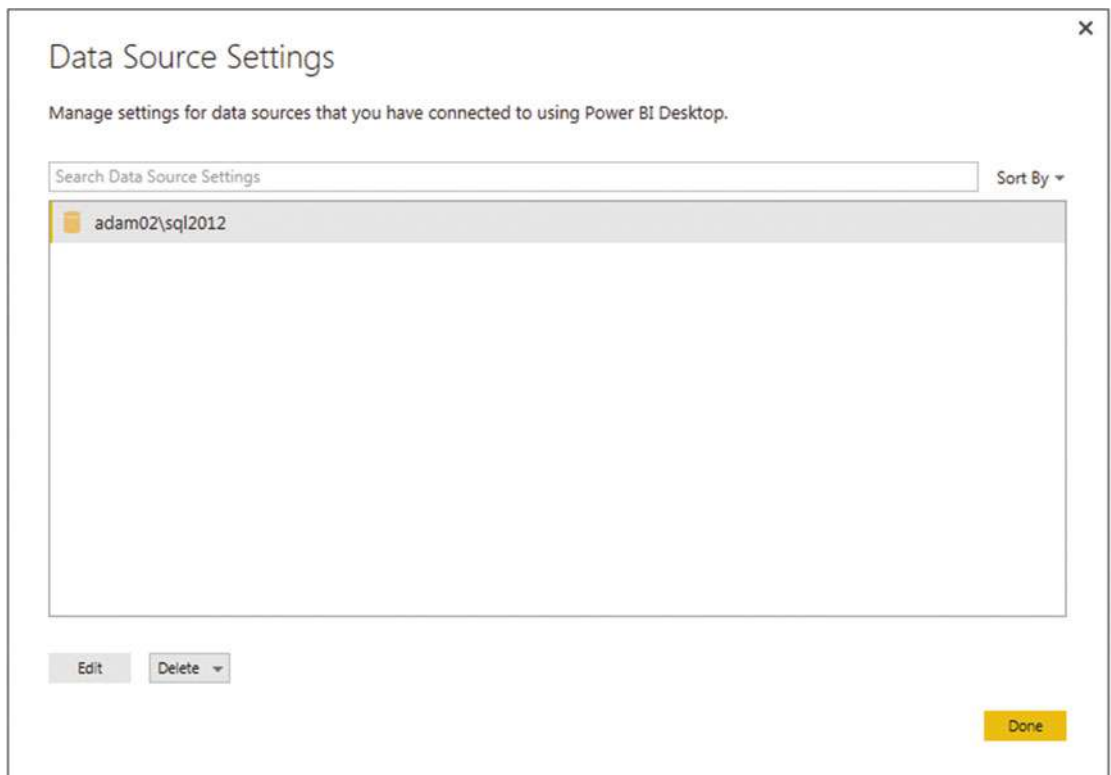 Data Source Settings
Manage settings for data sources that you have connected to using Power BI Desktop.
Search Data Source Settings
Sort By
adam02\sql2012
Edit
Delete
Done